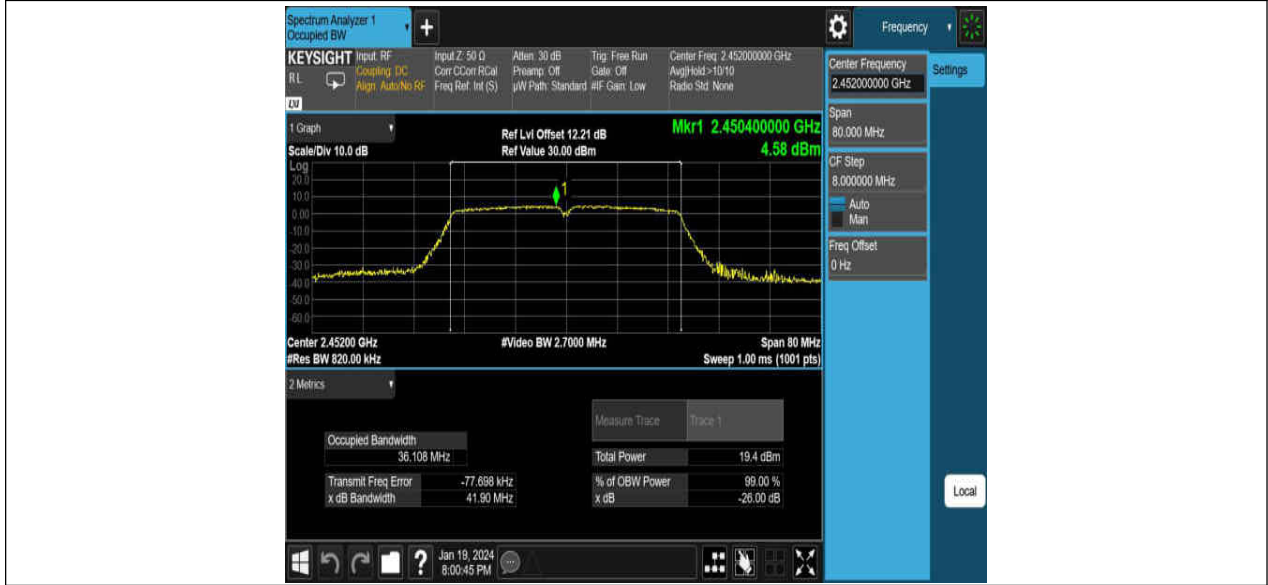 Spectrum Analyzer 1
Occupied BW
+
Frequency
KEYSIGHT
RL
LXI
Input: RF
Coupling: DC
Align: Auto/No RF
Input Z: 50 Ω
Corr CCorr RCal
Freq Ref: Int (S)
Atten: 30 dB
Preamp: Off
µW Path: Standard
Trig: Free Run
Gate: Off
#IF Gain: Low
Center Freq: 2.452000000 GHz
Avg|Hold:>10/10
Radio Std: None
Center Frequency
2.452000000 GHz
Settings
Span
80.000 MHz
CF Step
8.000000 MHz
Auto
Man
Freq Offset
0 Hz
1 Graph
Scale/Div 10.0 dB
Ref Lvl Offset 12.21 dB
Ref Value 30.00 dBm
Mkr1 2.450400000 GHz
4.58 dBm
Log
20.0
10.0
0.00
-10.0
-20.0
-30.0
-40.0
-50.0
-60.0
1
Center 2.45200 GHz
#Video BW 2.7000 MHz
Span 80 MHz
#Res BW 820.00 kHz
Sweep 1.00 ms (1001 pts)
2 Metrics
Measure Trace Trace 1
Occupied Bandwidth
36.108 MHz
Total Power 19.4 dBm
Transmit Freq Error -77.698 kHz
% of OBW Power 99.00 %
x dB Bandwidth 41.90 MHz
x dB -26.00 dB
Local
?
Jan 19, 2024
8:00:45 PM